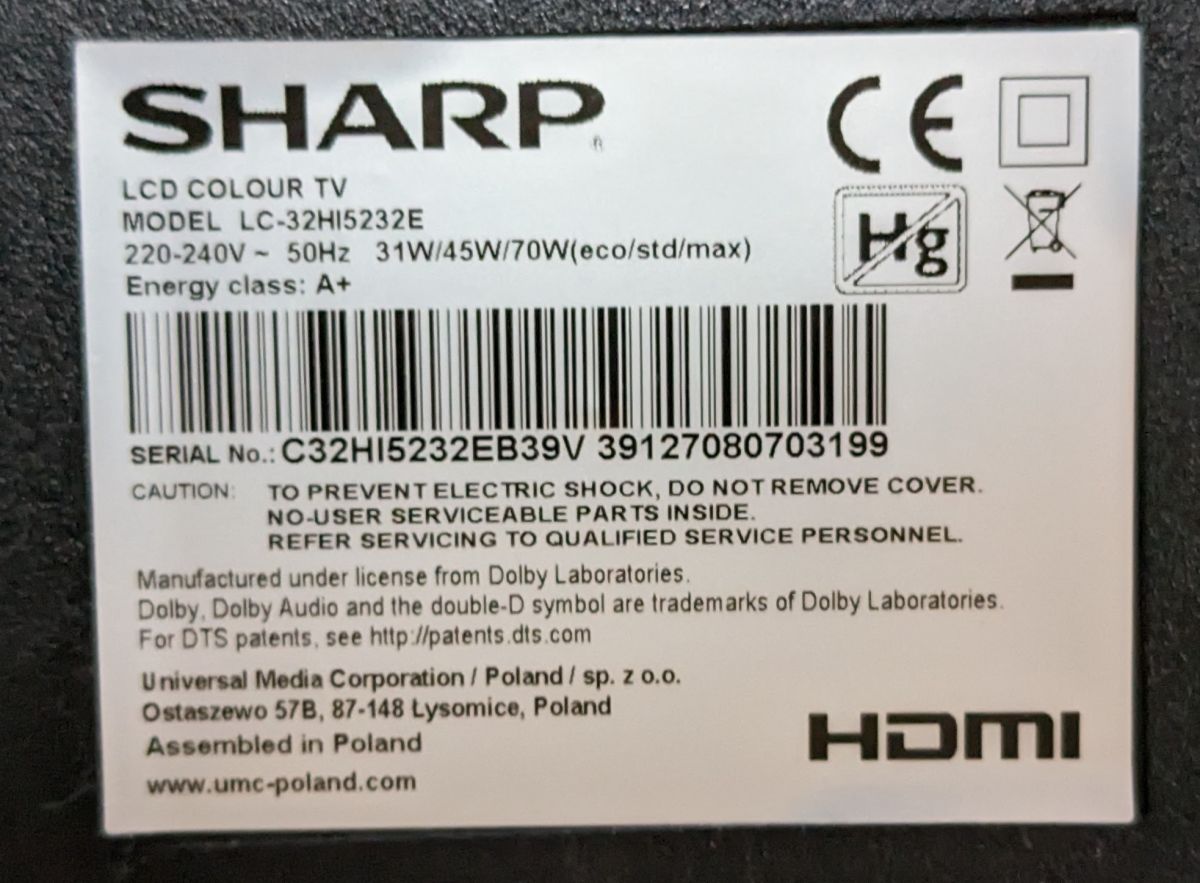 SHARP®
CE
LCD COLOUR TV
MODEL LC-32HI5232E
220-240V ~ 50Hz 31W/45W/70W(eco/std/max)
Hg
Energy class: A+
SERIAL No.: C32HI5232EB39V 39127080703199
CAUTION: TO PREVENT ELECTRIC SHOCK, DO NOT REMOVE COVER.
NO-USER SERVICEABLE PARTS INSIDE.
REFER SERVICING TO QUALIFIED SERVICE PERSONNEL.
Manufactured under license from Dolby Laboratories.
Dolby, Dolby Audio and the double-D symbol are trademarks of Dolby Laboratories.
For DTS patents, see http://patents.dts.com
Universal Media Corporation / Poland / sp. z o.o.
Ostaszewo 57B, 87-148 Łysomice, Poland
Assembled in Poland
www.umc-poland.com
HDMI